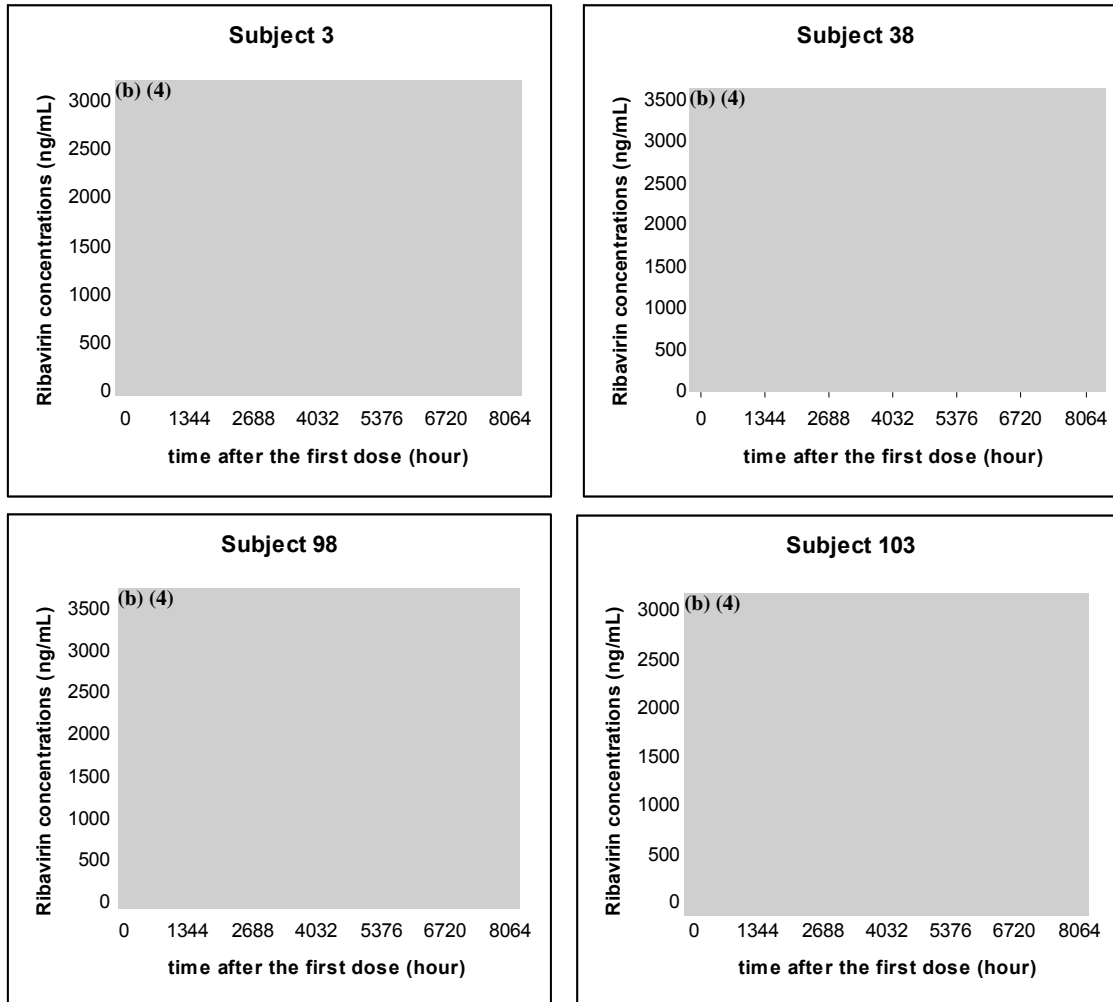 Subject 3
Ribavirin concentrations (ng/mL)
(b) (4)
3000
2500
2000
1500
1000
500
0
0 1344 2688 4032 5376 6720 8064
time after the first dose (hour)
Subject 38
Ribavirin concentrations (ng/mL)
(b) (4)
3500
3000
2500
2000
1500
1000
500
0
0 1344 2688 4032 5376 6720 8064
time after the first dose (hour)
Subject 98
Ribavirin concentrations (ng/mL)
(b) (4)
3500
3000
2500
2000
1500
1000
500
0
0 1344 2688 4032 5376 6720 8064
time after the first dose (hour)
Subject 103
Ribavirin concentrations (ng/mL)
(b) (4)
3000
2500
2000
1500
1000
500
0
0 1344 2688 4032 5376 6720 8064
time after the first dose (hour)